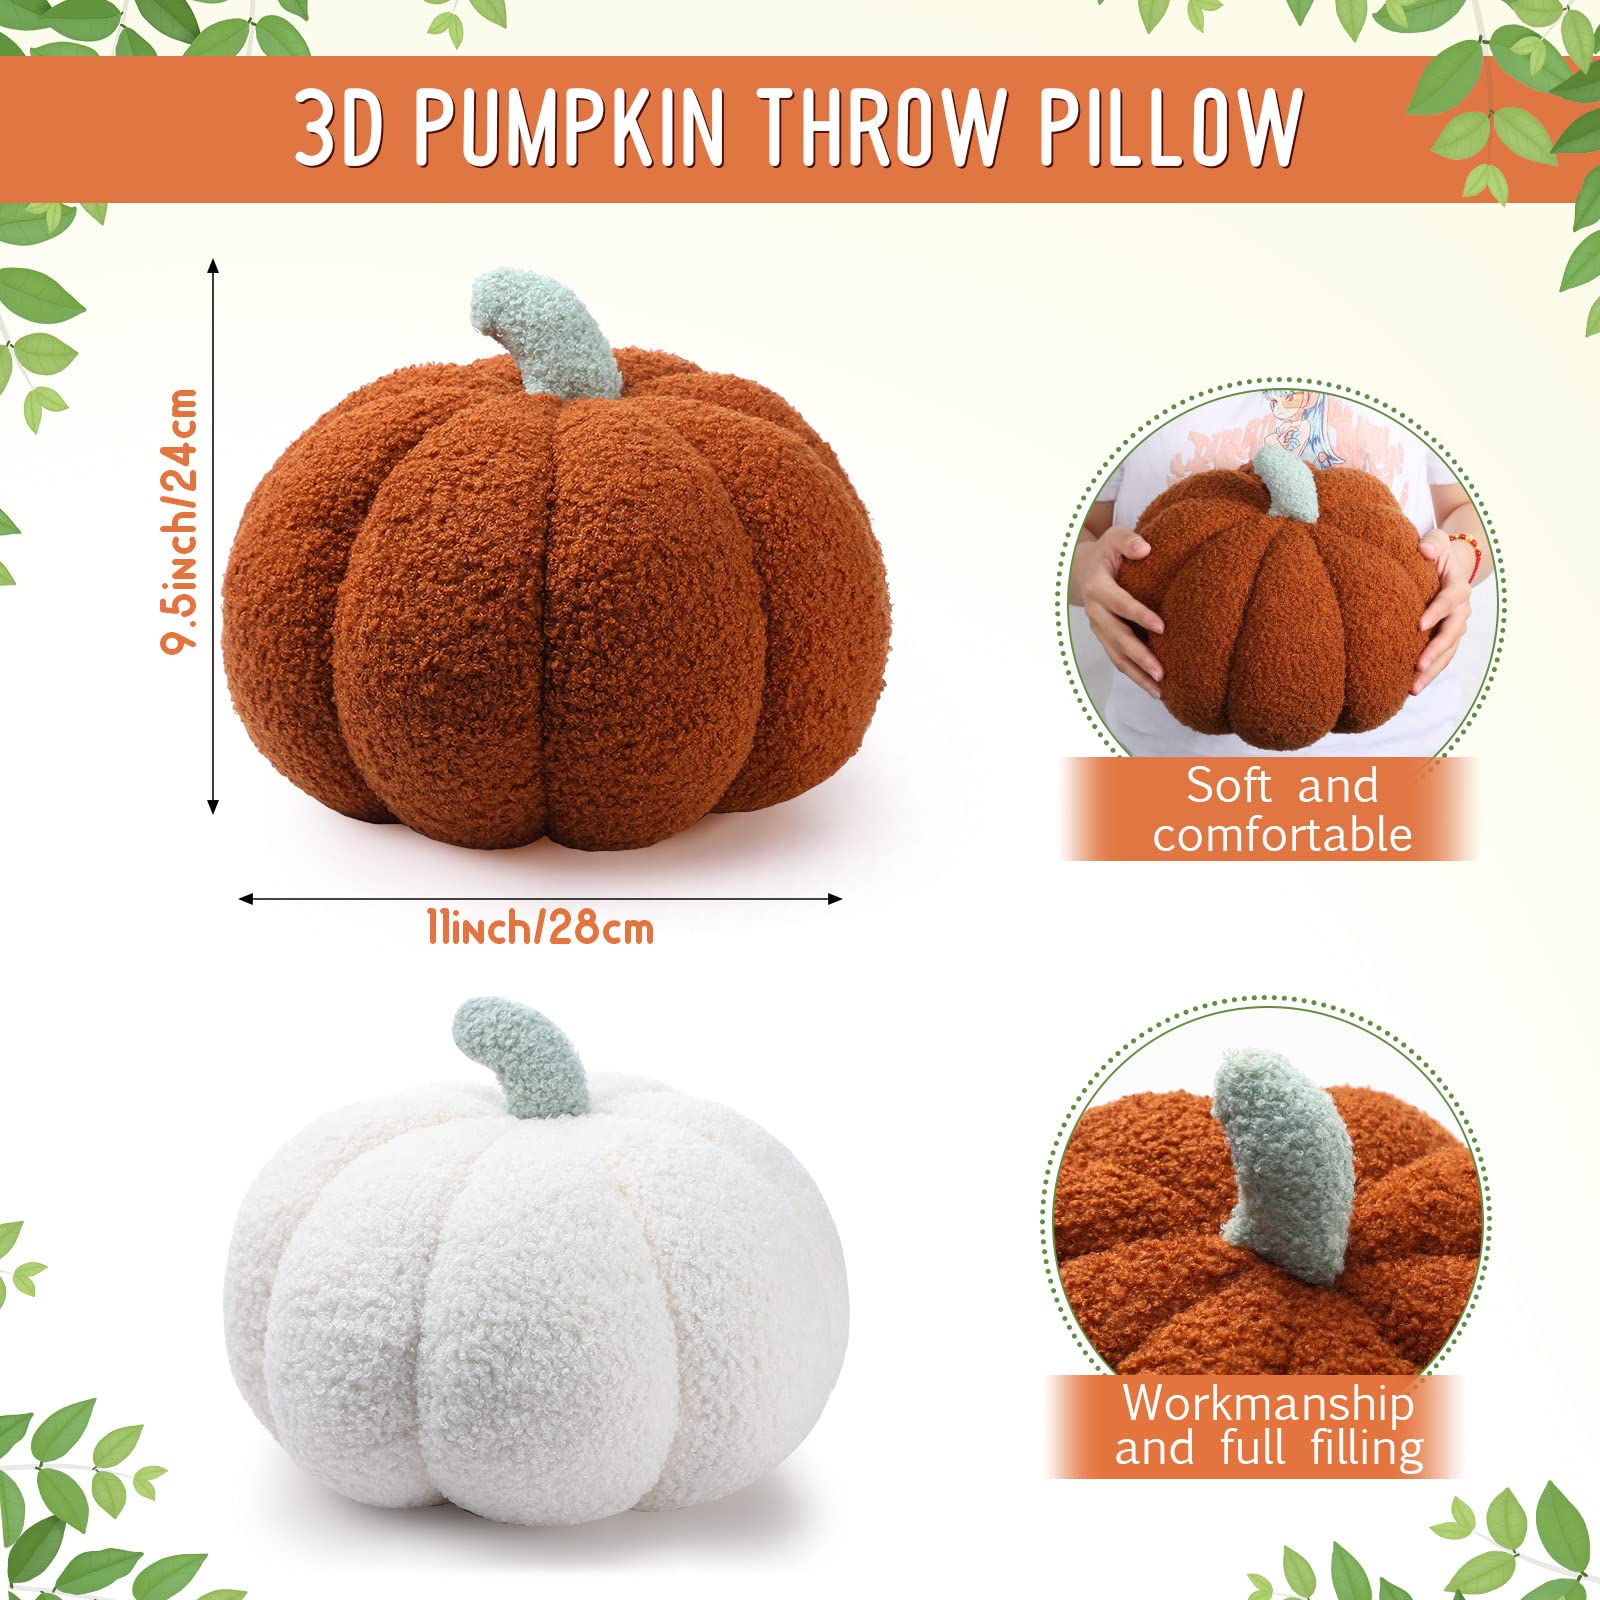 3D PUMPKIN THROW PILLOW
9.5inch/24cm
11inch/28cm
Soft and
comfortable
Workmanship
and full filling